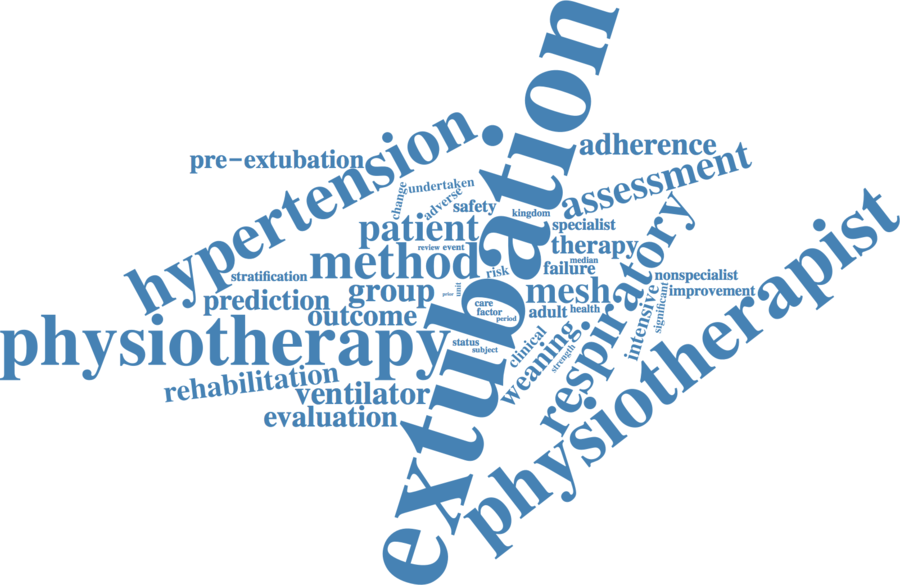 extubation
adherence
hypertension
pre-extubation
assessment
undertaken
change
adverse
safety
kingdom
patient
specialist
review
event
therapy
method
median
risk
failure
stratification
nonspecialist
respiratory
prediction
group
unit
mesh
improvement
intensive
significant
care
factor
period
adult
health
outcome
physiotherapy
status
subject
clinical
strength
weaning
physiotherapist
rehabilitation
ventilator
evaluation